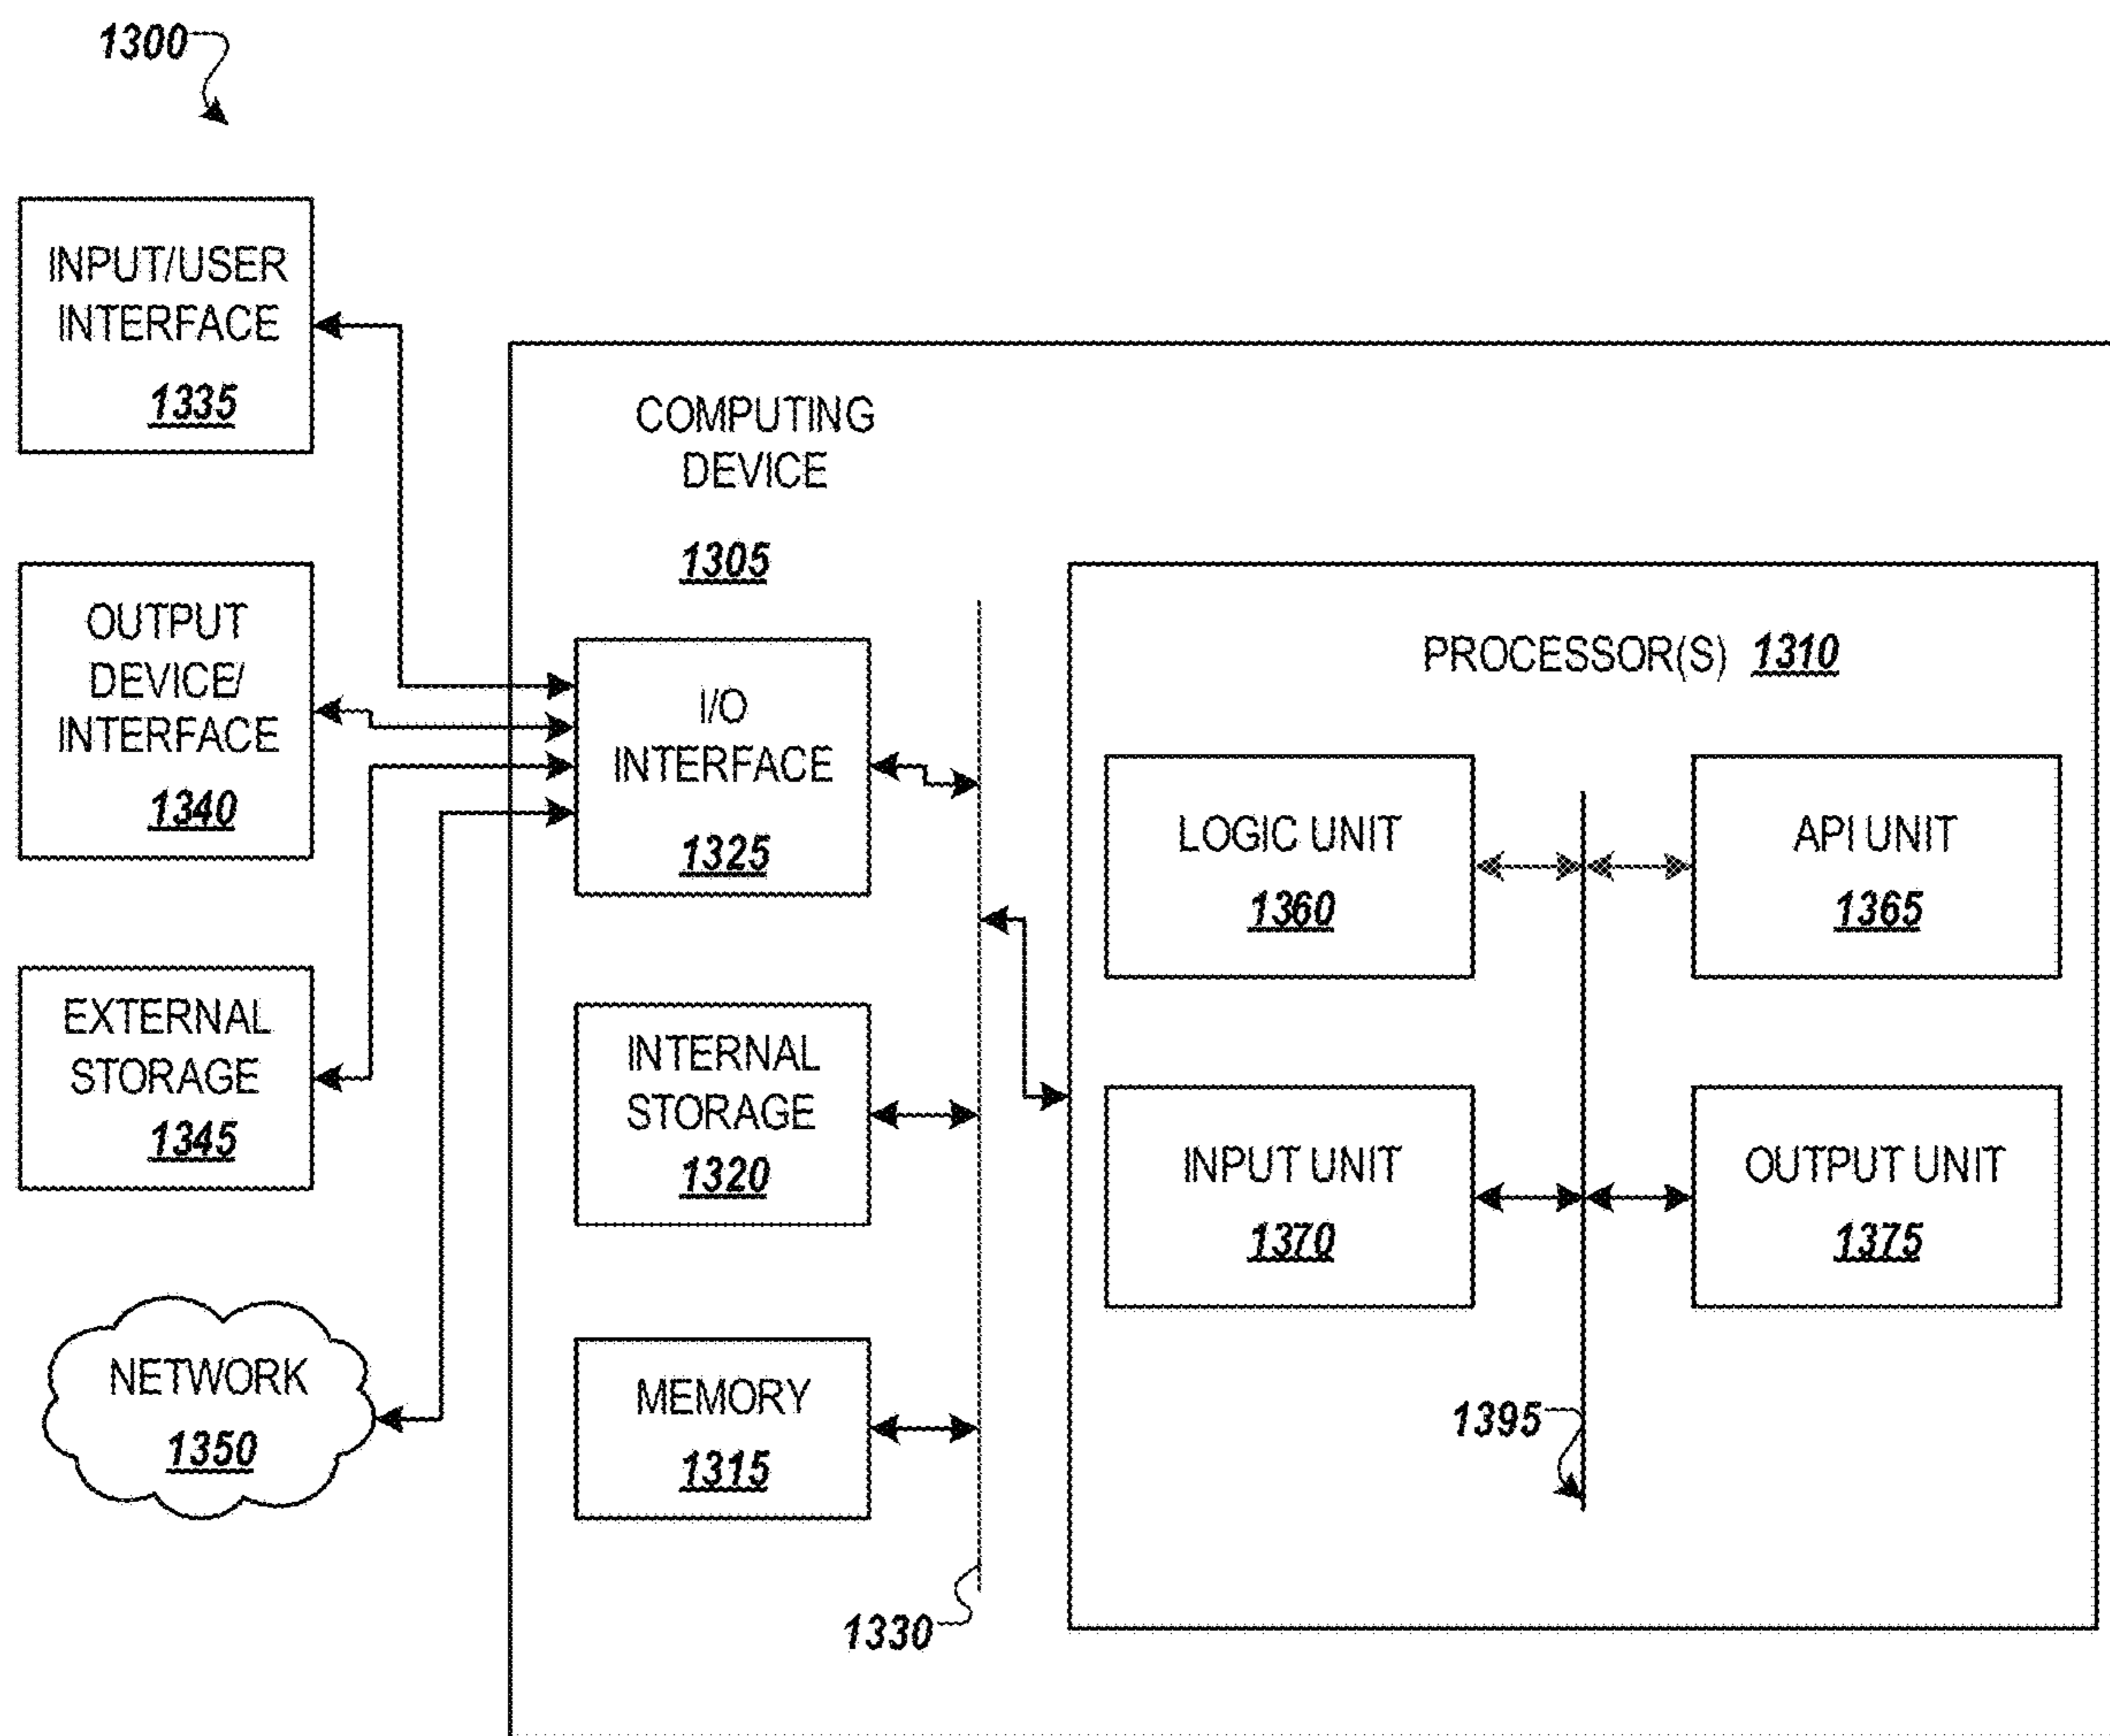 1300
INPUT/USER
INTERFACE
1335
OUTPUT
DEVICE/
INTERFACE
1340
EXTERNAL
STORAGE
1345
NETWORK
1350
COMPUTING
DEVICE
1305
I/O
INTERFACE
1325
INTERNAL
STORAGE
1320
MEMORY
1315
1330
PROCESSOR(S) 1310
LOGIC UNIT
1360
API UNIT
1365
INPUT UNIT
1370
OUTPUT UNIT
1375
1395